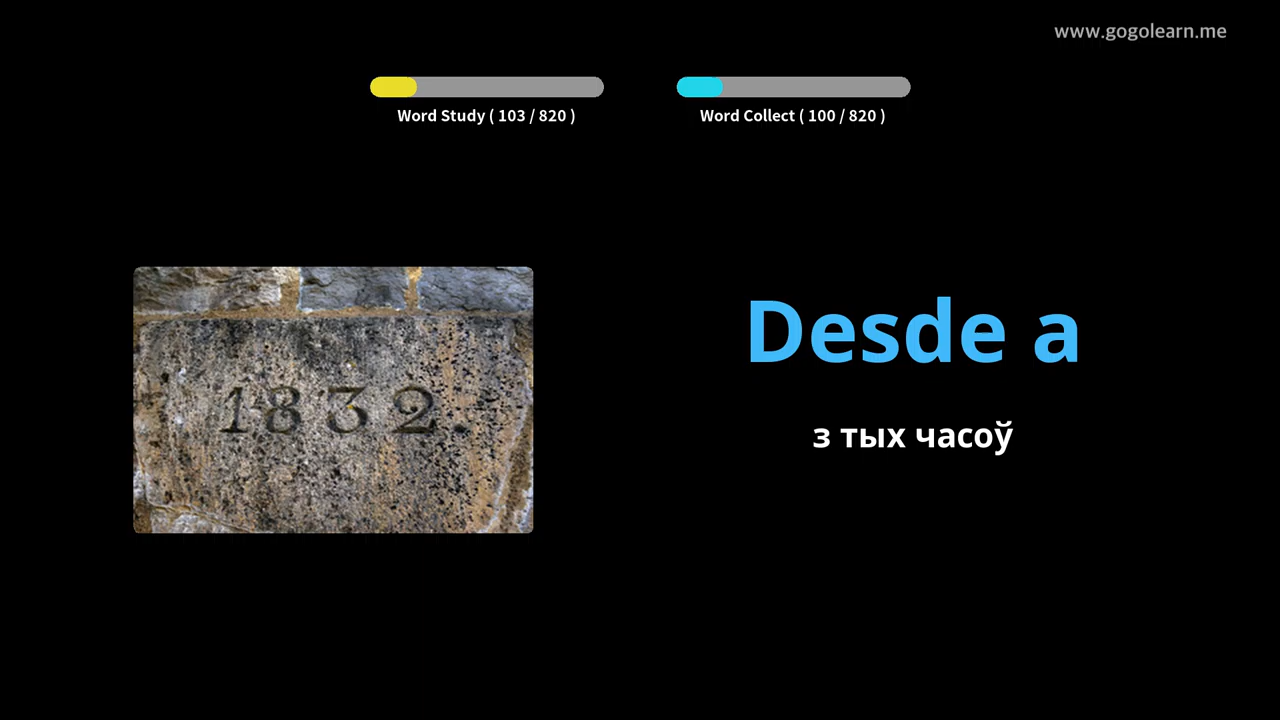 www.gogolearn.me
Word Study ( 103 / 820 )
Word Collect ( 100 / 820 )
1832.
Desde a
з тых часоў